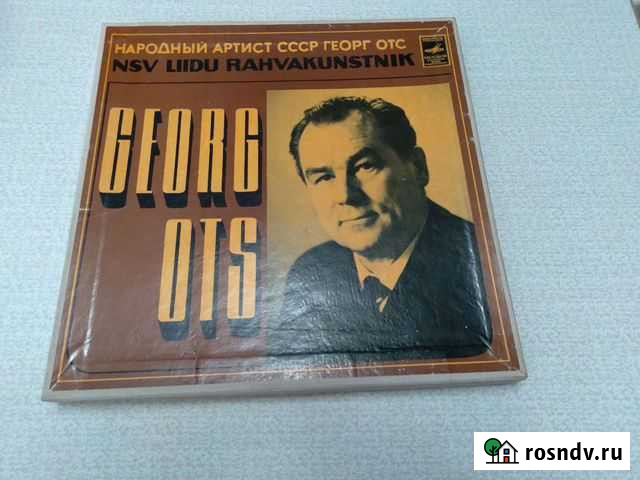 НАРОДНЫЙ АРТИСТ СССР ГЕОРГ ОТС
NSV LIIDU RAHVAKUNSTNIK
GEORG
OTS
rosndv.ru